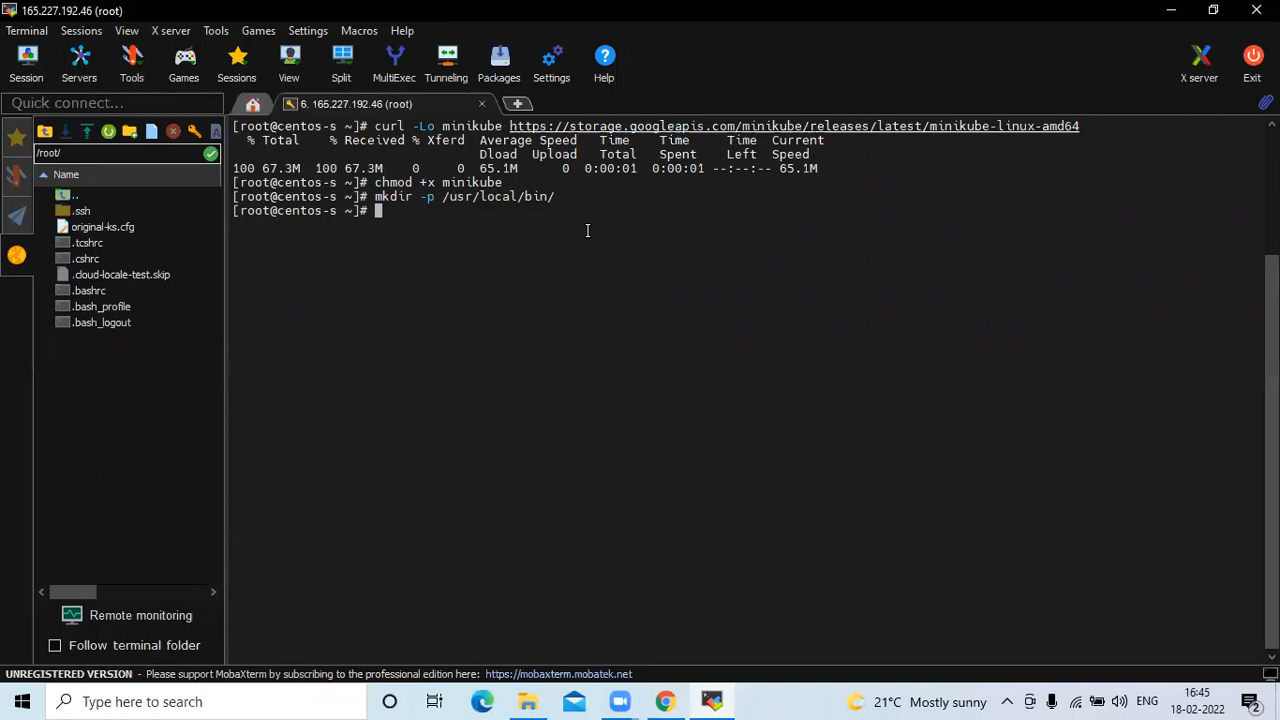 165.227.192.46 (root)
Terminal Sessions View X server Tools Games Settings Macros Help
Session Servers Tools Games Sessions View Split MultiExec Tunneling Packages Settings Help X server Exit
Quick connect...
6. 165.227.192.46 (root)
/root/
Name
..
.ssh
original-ks.cfg
.tcshrc
.cshrc
.cloud-locale-test.skip
.bashrc
.bash_profile
.bash_logout
Remote monitoring
Follow terminal folder
[root@centos-s ~]# curl -Lo minikube https://storage.googleapis.com/minikube/releases/latest/minikube-linux-amd64
% Total % Received % Xferd Average Speed Time Time Time Current
Dload Upload Total Spent Left Speed
100 67.3M 100 67.3M 0 0 65.1M 0 0:00:01 0:00:01 --:--:-- 65.1M
[root@centos-s ~]# chmod +x minikube
[root@centos-s ~]# mkdir -p /usr/local/bin/
[root@centos-s ~]#
UNREGISTERED VERSION - Please support MobaXterm by subscribing to the professional edition here: https://mobaxterm.mobatek.net
Type here to search
21°C Mostly sunny
ENG
16:45
18-02-2022
2